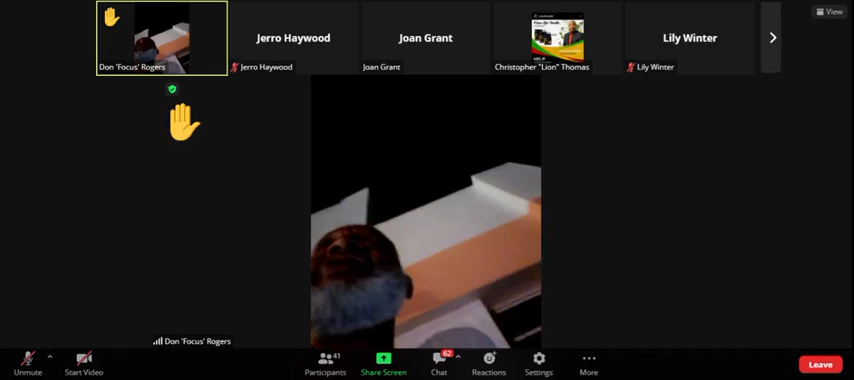 View
Don 'Focus' Rogers
Jerro Haywood
Jerro Haywood
Joan Grant
Joan Grant
HELP
Christopher "Lion" Thomas
Lily Winter
Lily Winter
Don 'Focus' Rogers
Unmute
Start Video
Participants
41
Share Screen
Chat
62
Reactions
Settings
More
Leave